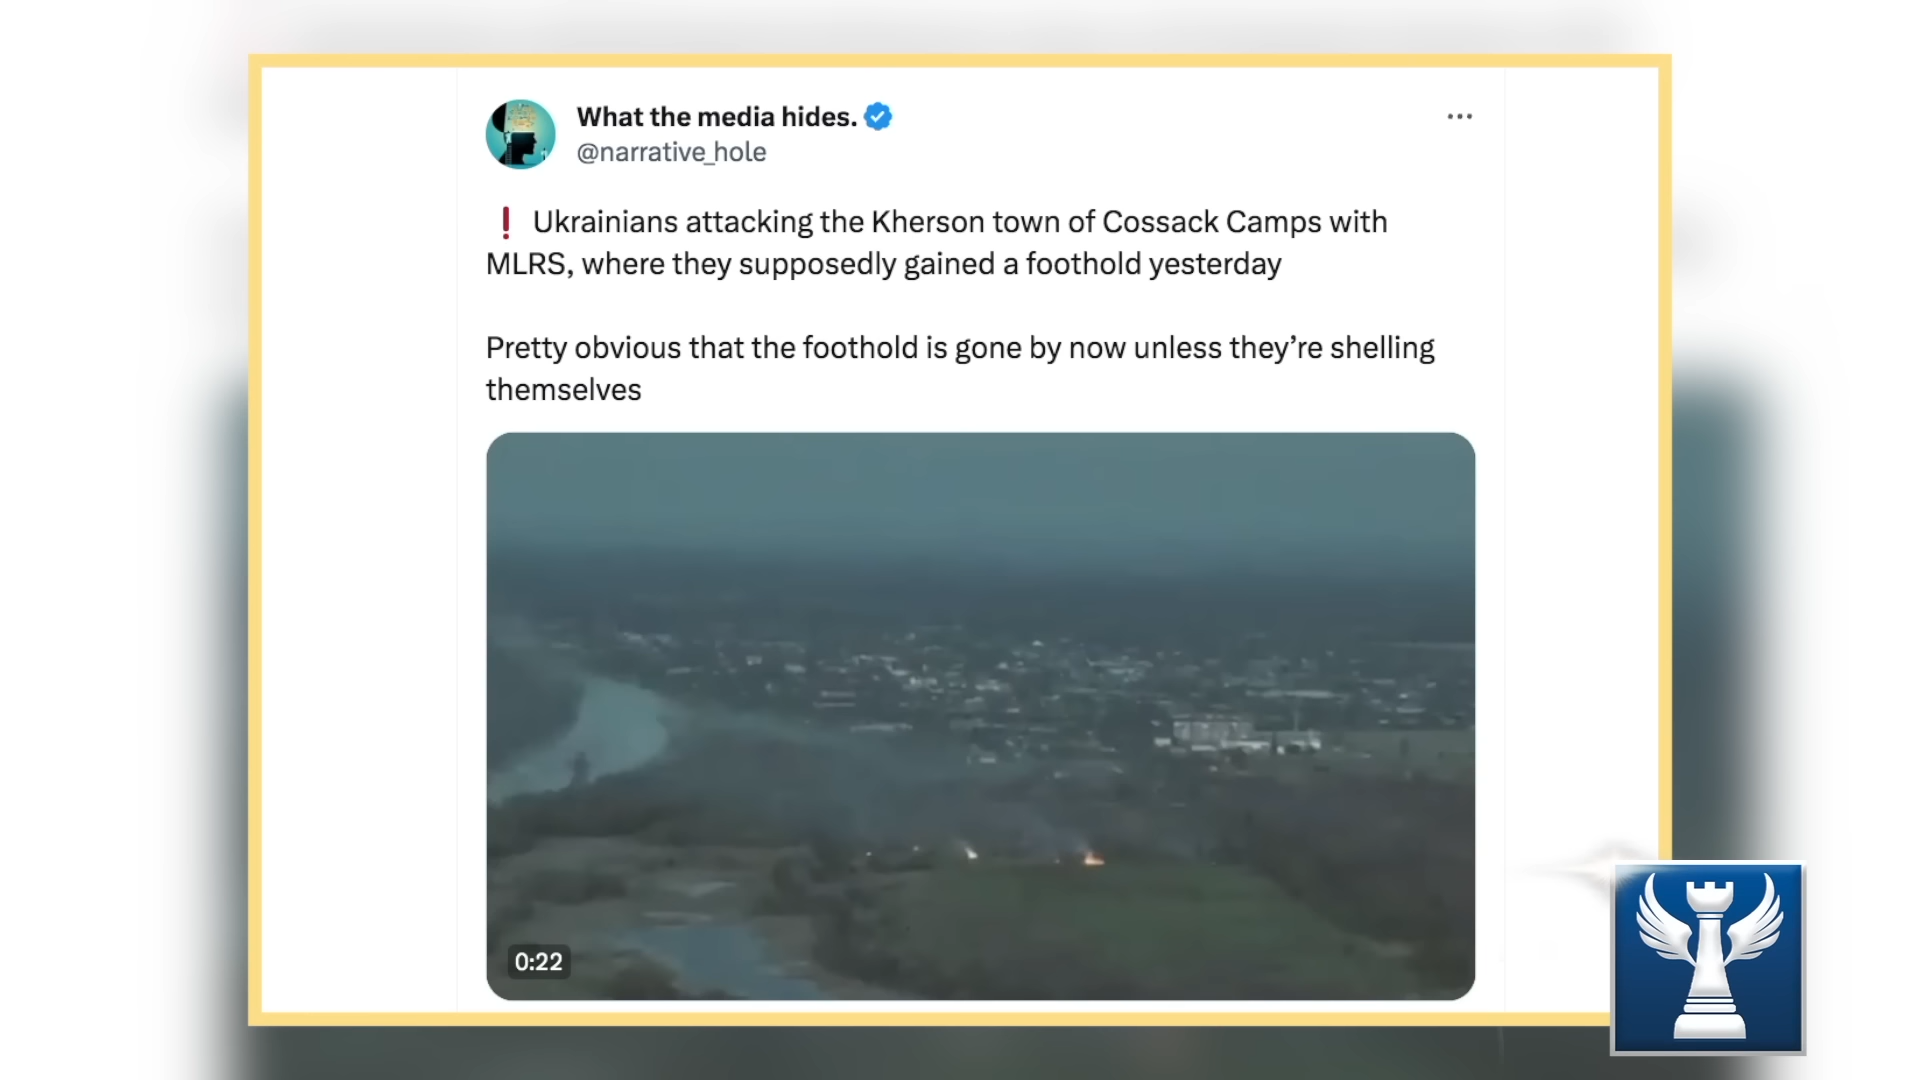 What the media hides.
@narrative_hole
❗ Ukrainians attacking the Kherson town of Cossack Camps with
MLRS, where they supposedly gained a foothold yesterday
Pretty obvious that the foothold is gone by now unless they’re shelling
themselves
0:22